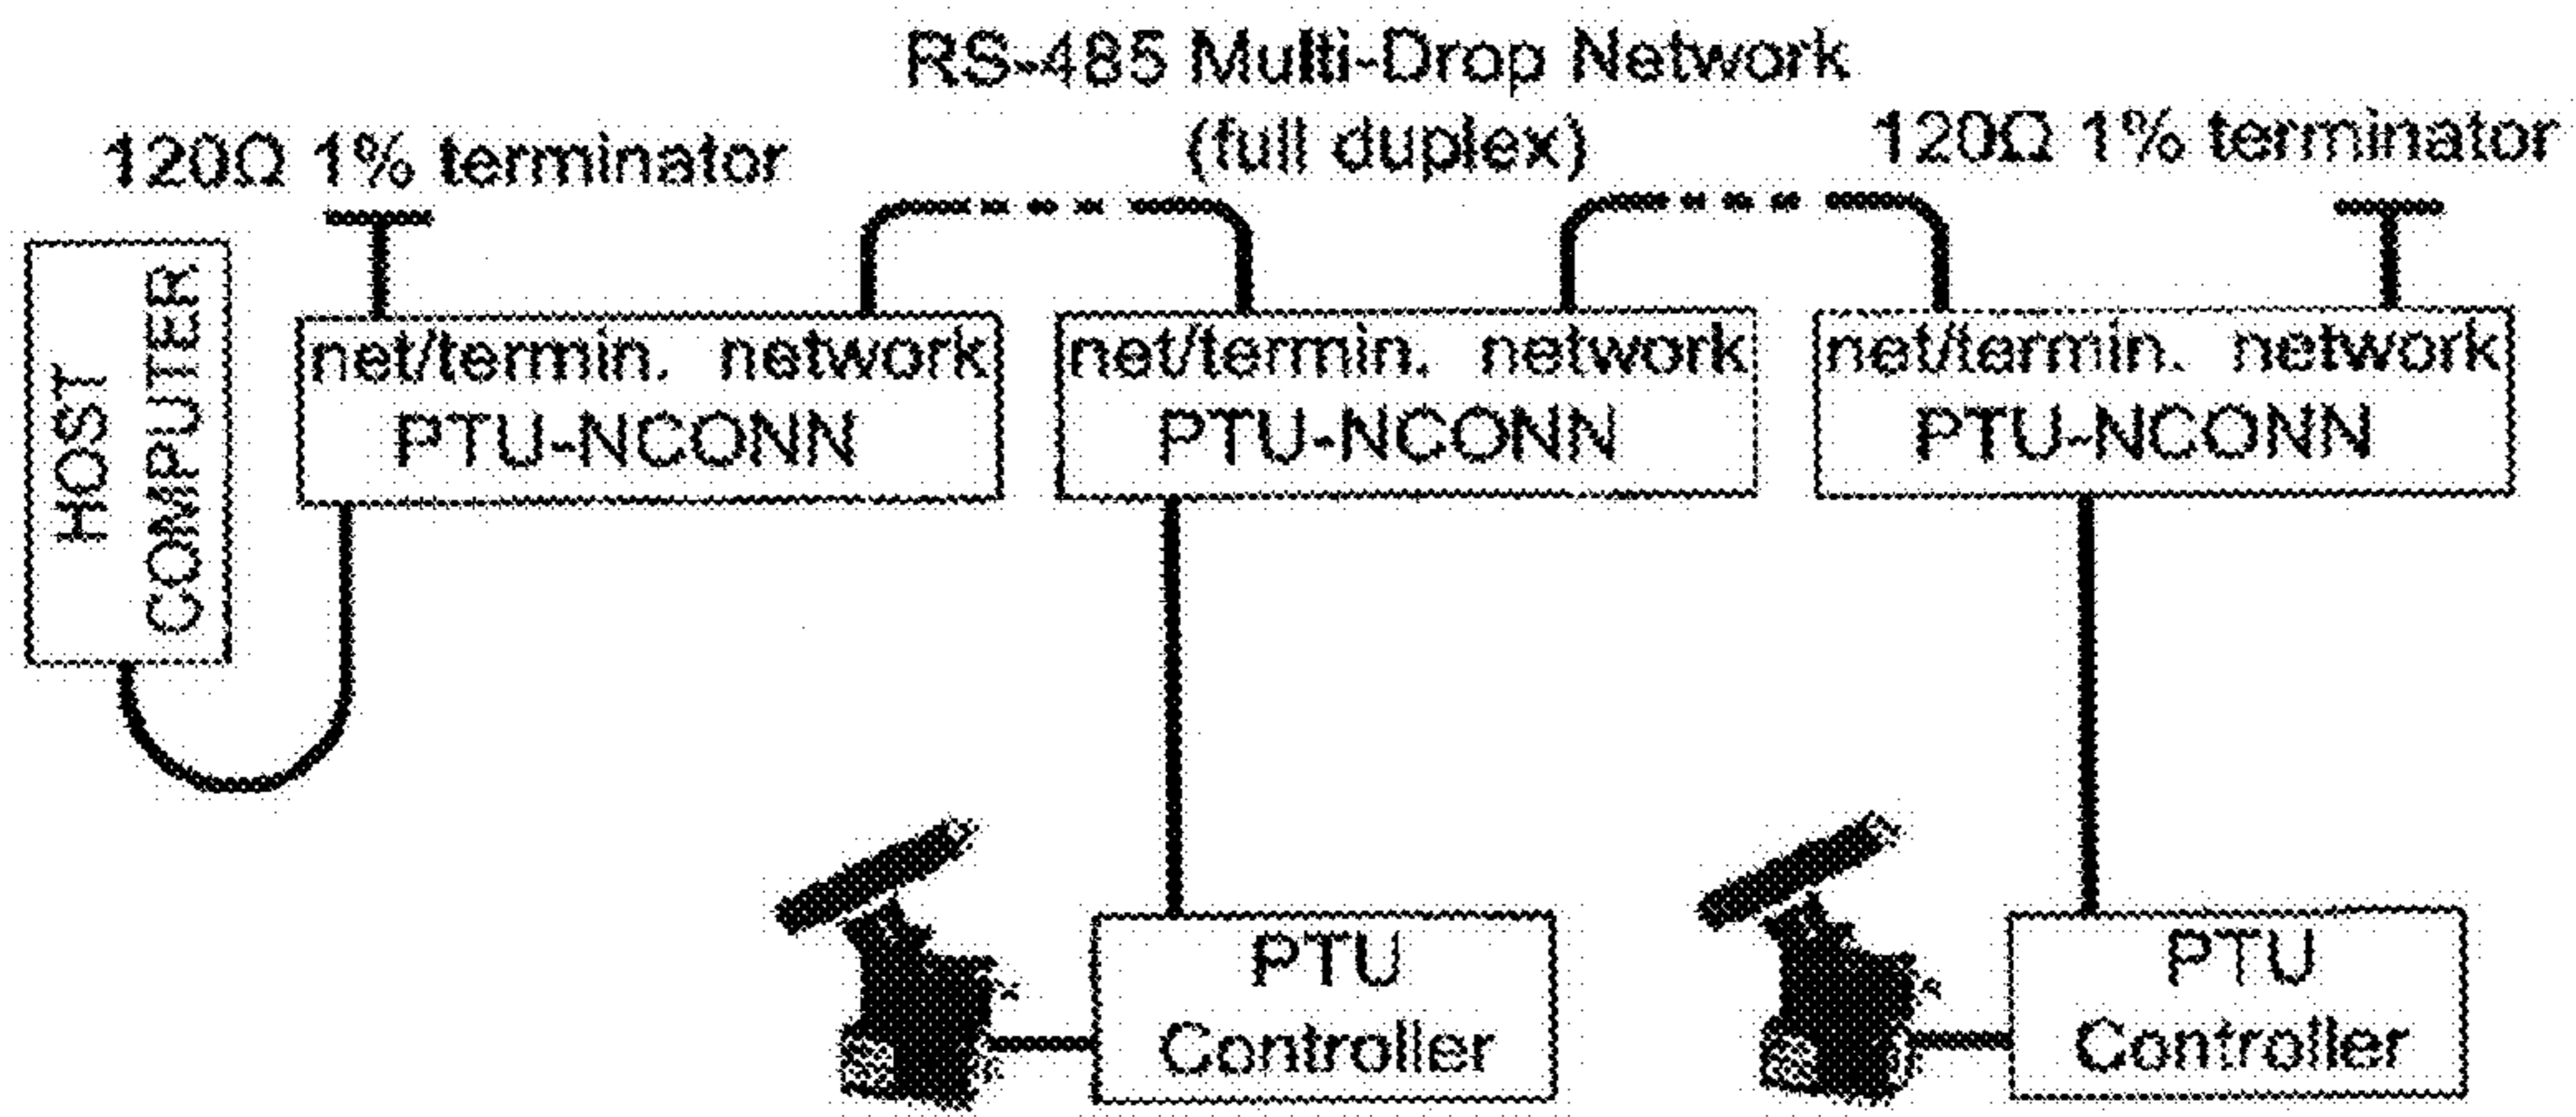 RS-485 Multi-Drop Network
(full duplex)
120Ω 1% terminator
120Ω 1% terminator
HOST
COMPUTER
net/termin. network
PTU-NCONN
net/termin. network
PTU-NCONN
net/termin. network
PTU-NCONN
PTU
Controller
PTU
Controller